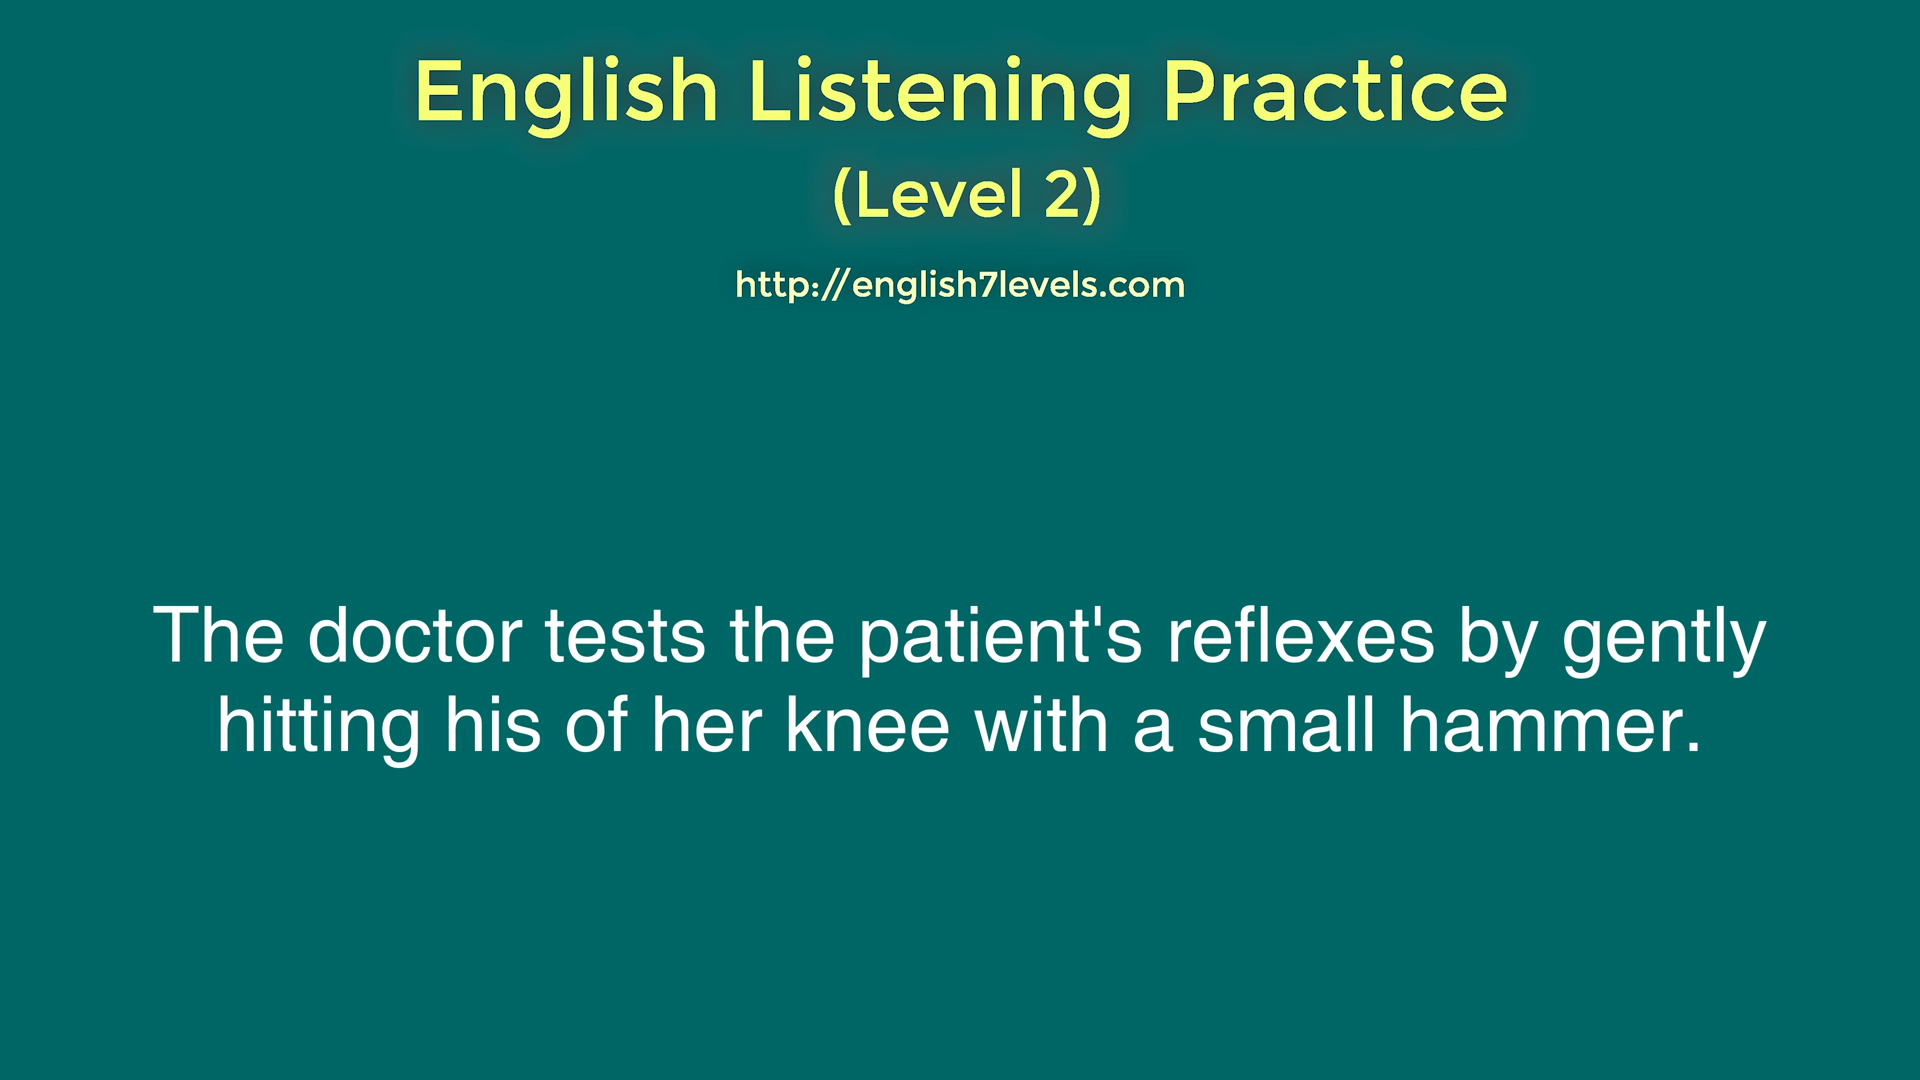 English Listening Practice
(Level 2)
http://english7levels.com
The doctor tests the patient's reflexes by gently
hitting his of her knee with a small hammer.